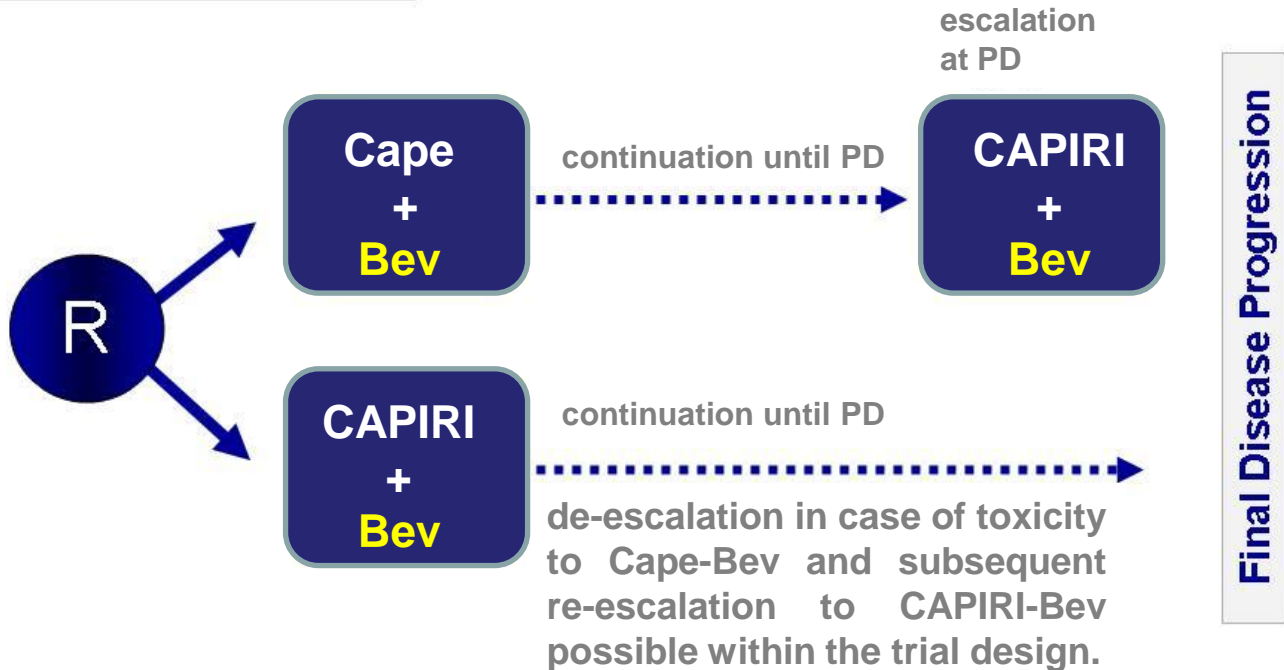 escalation
at PD
Cape
+
Bev
continuation until PD
CAPIRI
+
Bev
R
CAPIRI
+
Bev
continuation until PD
de-escalation in case of toxicity
to Cape-Bev and subsequent
re-escalation to CAPIRI-Bev
possible within the trial design.
Final Disease Progression